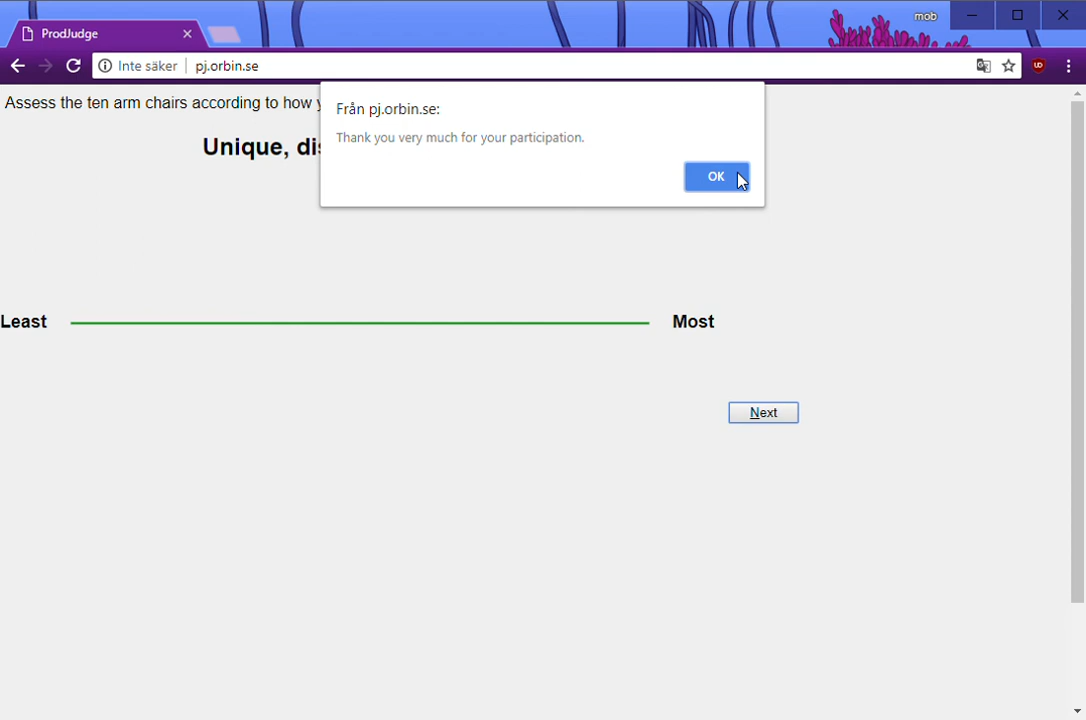 mob
ProdJudge
Inte säker
pj.orbin.se
Assess the ten arm chairs according to how
Unique,
Från pj.orbin.se:
Thank you very much for your participation.
OK
Least
Most
Next